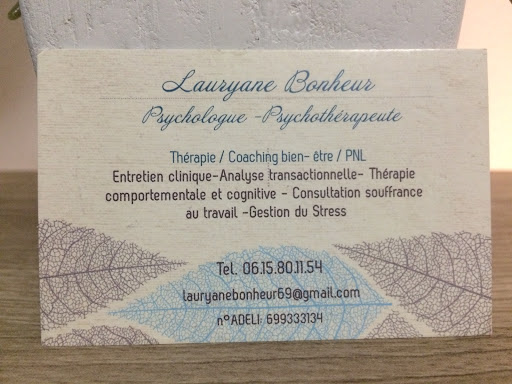 Lauryane Bonheur
Psychologue -Psychothérapeute
Thérapie / Coaching bien- être / PNL
Entretien clinique-Analyse transactionnelle- Thérapie
comportementale et cognitive - Consultation souffrance
au travail -Gestion du Stress
Tel. 06.15.80.11.54
lauryanebonheur69@gmail.com
n°ADELI: 699333134